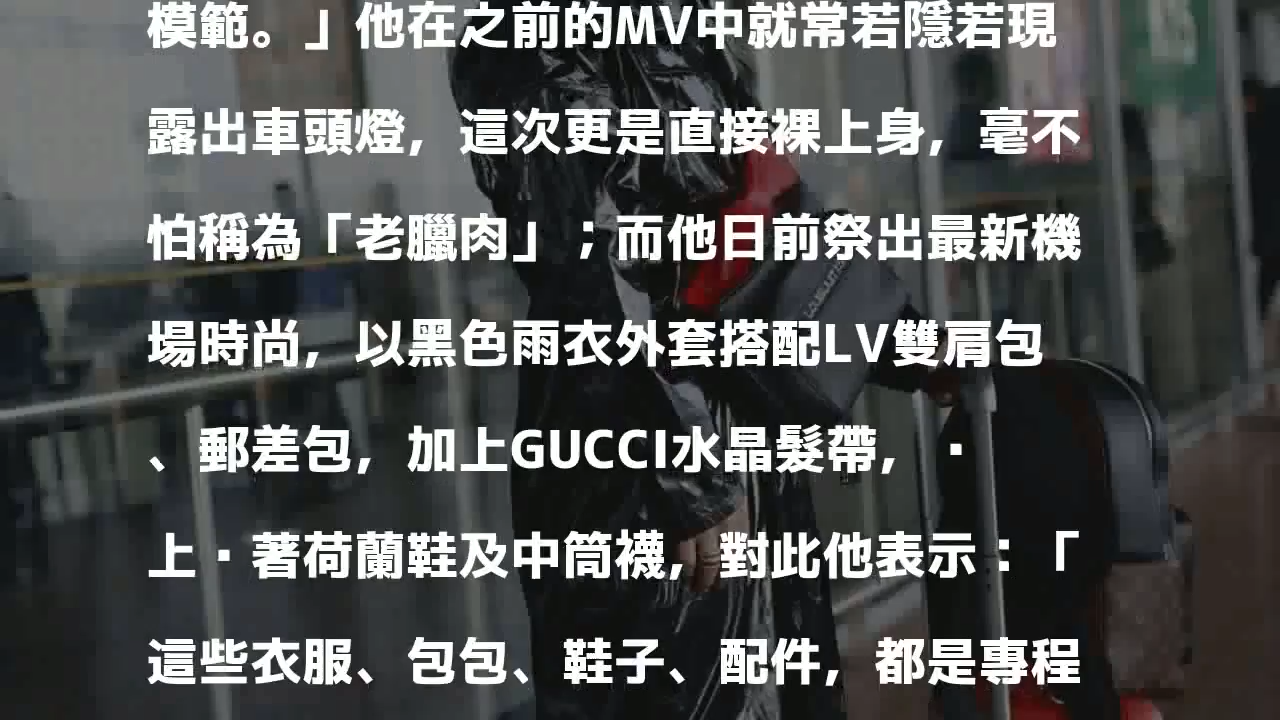 模範。」他在之前的MV中就常若隱若現
露出車頭燈，這次更是直接裸上身，毫不
怕稱為「老臘肉」；而他日前祭出最新機
場時尚，以黑色雨衣外套搭配LV雙肩包
、郵差包，加上GUCCI水晶髮帶，·
上·著荷蘭鞋及中筒襪，對此他表示：「
這些衣服、包包、鞋子、配件，都是專程